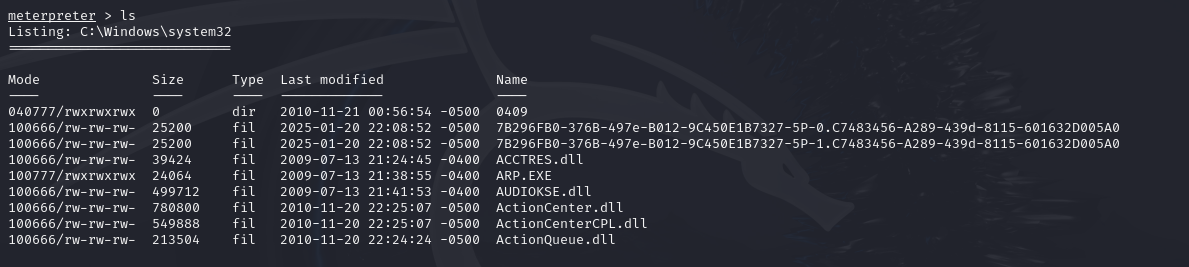 meterpreter > ls
Listing: C:\Windows\system32
============================
Mode Size Type Last modified Name
---- ---- ---- ------------- ----
040777/rwxrwxrwx 0 dir 2010-11-21 00:56:54 -0500 0409
100666/rw-rw-rw- 25200 fil 2025-01-20 22:08:52 -0500 7B296FB0-376B-497e-B012-9C450E1B7327-5P-0.C7483456-A289-439d-8115-601632D005A0
100666/rw-rw-rw- 25200 fil 2025-01-20 22:08:52 -0500 7B296FB0-376B-497e-B012-9C450E1B7327-5P-1.C7483456-A289-439d-8115-601632D005A0
100666/rw-rw-rw- 39424 fil 2009-07-13 21:24:45 -0400 ACCTRES.dll
100777/rwxrwxrwx 24064 fil 2009-07-13 21:38:55 -0400 ARP.EXE
100666/rw-rw-rw- 499712 fil 2009-07-13 21:41:53 -0400 AUDIOKSE.dll
100666/rw-rw-rw- 780800 fil 2010-11-20 22:25:07 -0500 ActionCenter.dll
100666/rw-rw-rw- 549888 fil 2010-11-20 22:25:07 -0500 ActionCenterCPL.dll
100666/rw-rw-rw- 213504 fil 2010-11-20 22:24:24 -0500 ActionQueue.dll